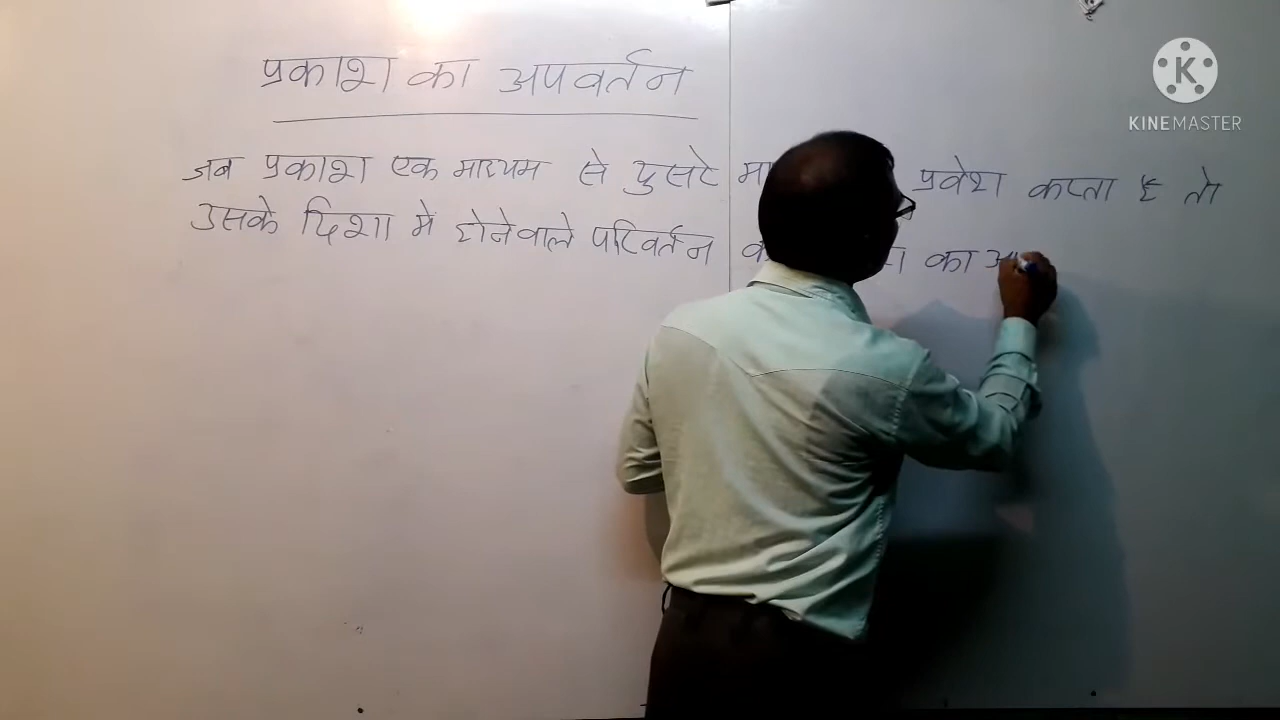 प्रकाश का अपवर्तन
जब प्रकाश एक माध्यम से दुसरे मा प्रवेश करता है तो
उसके दिशा मे होनेवाले परिवर्तन का अ
K
KINEMASTER